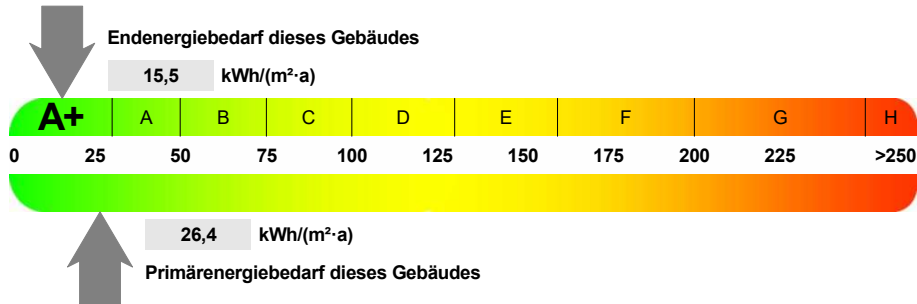 Endenergiebedarf dieses Gebäudes
15,5 kWh/(m²·a)
A+ A B C D E F G H
0 25 50 75 100 125 150 175 200 225 >250
26,4 kWh/(m²·a)
Primärenergiebedarf dieses Gebäudes